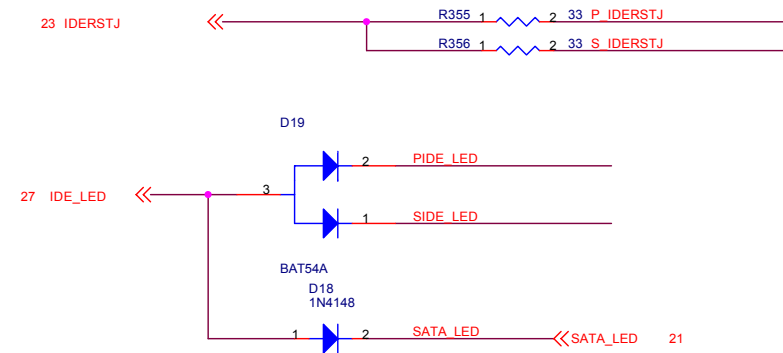 23 IDERSTJ
R355 1 2 33 P_IDERSTJ
R356 1 2 33 S_IDERSTJ
D19
2 PIDE_LED
27 IDE_LED
3
1 SIDE_LED
BAT54A
D18
1N4148
1 2 SATA_LED
SATA_LED 21